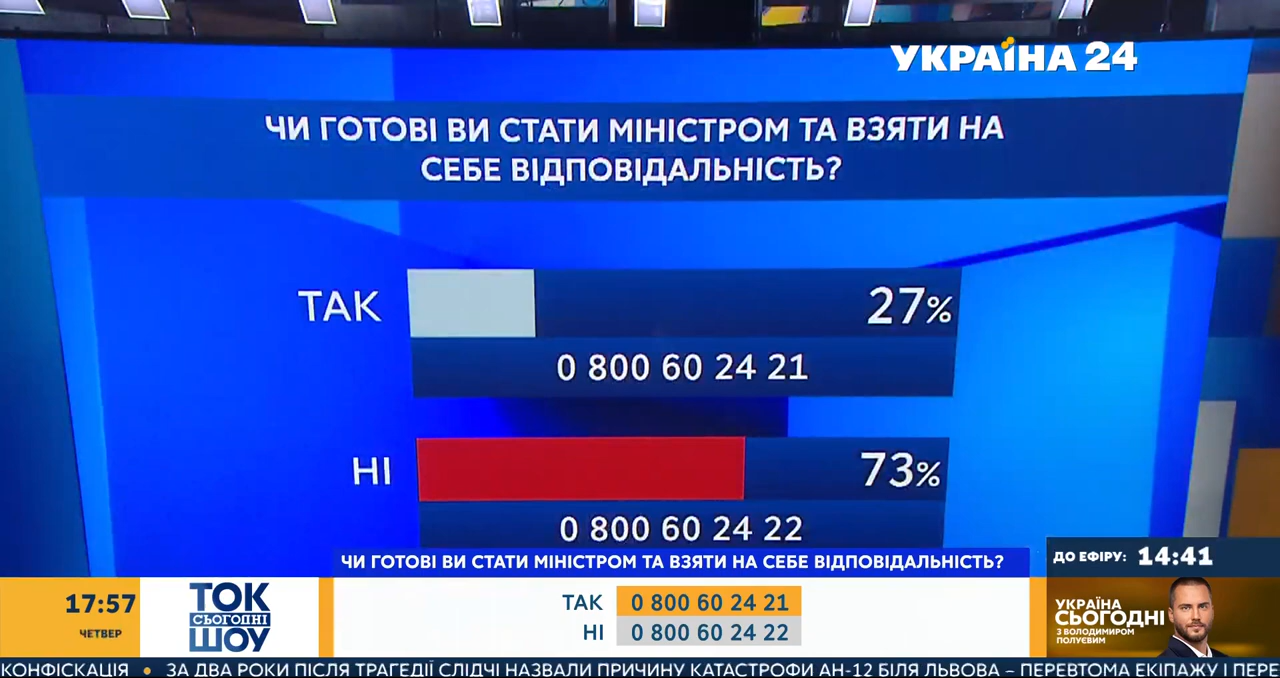 УКРАЇНА 24
ЧИ ГОТОВІ ВИ СТАТИ МІНІСТРОМ ТА ВЗЯТИ НА
СЕБЕ ВІДПОВІДАЛЬНІСТЬ?
ТАК 27%
0 800 60 24 21
НІ 73%
0 800 60 24 22
ЧИ ГОТОВІ ВИ СТАТИ МІНІСТРОМ ТА ВЗЯТИ НА СЕБЕ ВІДПОВІДАЛЬНІСТЬ?
ДО ЕФІРУ: 14:41
17:57
ЧЕТВЕР
ТОК
СЬОГОДНІ
ШОУ
ТАК 0 800 60 24 21
НІ 0 800 60 24 22
УКРАЇНА
СЬОГОДНІ
З ВОЛОДИМИРОМ
ПОЛУЄВИМ
КОНФІСКАЦІЯ • ЗА ДВА РОКИ ПІСЛЯ ТРАГЕДІЇ СЛІДЧІ НАЗВАЛИ ПРИЧИНУ КАТАСТРОФИ АН-12 БІЛЯ ЛЬВОВА – ПЕРЕВТОМА ЕКІПАЖУ І ПЕРЕ